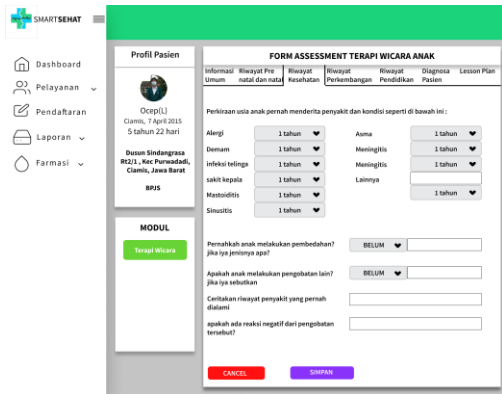 SMARTSEHAT
Dashboard
Pelayanan
Pendaftaran
Laporan
Farmasi
Profil Pasien
Ocep(L)
Ciamis, 7 April 2015
5 tahun 22 hari
Dusun Sindangrasa
Rt2/1 , Kec Purwadadi,
Ciamis, Jawa Barat
BPJS
MODUL
Terapi Wicara
FORM ASSESSMENT TERAPI WICARA ANAK
Informasi Umum
Riwayat Pre natal dan natal
Riwayat Kesehatan
Riwayat Perkembangan
Riwayat Pendidikan
Diagnosa Pasien
Lesson Plan
Perkiraan usia anak pernah menderita penyakit dan kondisi seperti di bawah ini :
Alergi 1 tahun
Demam 1 tahun
infeksi telinga 1 tahun
sakit kepala 1 tahun
Mastoiditis 1 tahun
Sinusitis 1 tahun
Asma 1 tahun
Meningitis 1 tahun
Meningitis 1 tahun
Lainnya
1 tahun
Pernahkah anak melakukan pembedahan? BELUM
jika iya jenisnya apa?
Apakah anak melakukan pengobatan lain? BELUM
jika iya sebutkan
Ceritakan riwayat penyakit yang pernah
dialami
apakah ada reaksi negatif dari pengobatan
tersebut?
CANCEL
SIMPAN